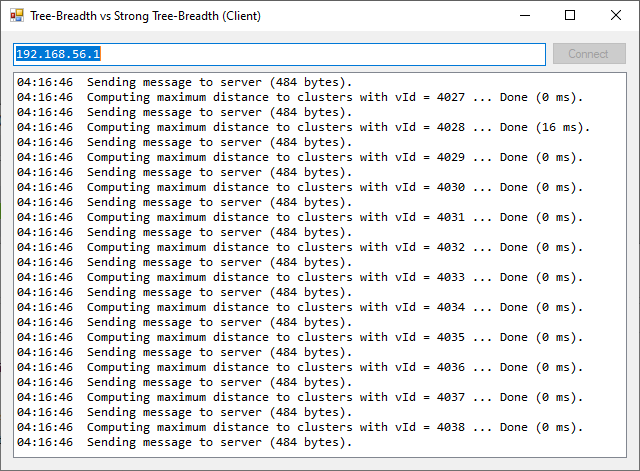 Tree-Breadth vs Strong Tree-Breadth (Client)
192.168.56.1
Connect
04:16:46  Sending message to server (484 bytes).
04:16:46  Computing maximum distance to clusters with vId = 4027 ... Done (0 ms).
04:16:46  Sending message to server (484 bytes).
04:16:46  Computing maximum distance to clusters with vId = 4028 ... Done (16 ms).
04:16:46  Sending message to server (484 bytes).
04:16:46  Computing maximum distance to clusters with vId = 4029 ... Done (0 ms).
04:16:46  Sending message to server (484 bytes).
04:16:46  Computing maximum distance to clusters with vId = 4030 ... Done (0 ms).
04:16:46  Sending message to server (484 bytes).
04:16:46  Computing maximum distance to clusters with vId = 4031 ... Done (0 ms).
04:16:46  Sending message to server (484 bytes).
04:16:46  Computing maximum distance to clusters with vId = 4032 ... Done (0 ms).
04:16:46  Sending message to server (484 bytes).
04:16:46  Computing maximum distance to clusters with vId = 4033 ... Done (0 ms).
04:16:46  Sending message to server (484 bytes).
04:16:46  Computing maximum distance to clusters with vId = 4034 ... Done (0 ms).
04:16:46  Sending message to server (484 bytes).
04:16:46  Computing maximum distance to clusters with vId = 4035 ... Done (0 ms).
04:16:46  Sending message to server (484 bytes).
04:16:46  Computing maximum distance to clusters with vId = 4036 ... Done (0 ms).
04:16:46  Sending message to server (484 bytes).
04:16:46  Computing maximum distance to clusters with vId = 4037 ... Done (0 ms).
04:16:46  Sending message to server (484 bytes).
04:16:46  Computing maximum distance to clusters with vId = 4038 ... Done (0 ms).
04:16:46  Sending message to server (484 bytes).